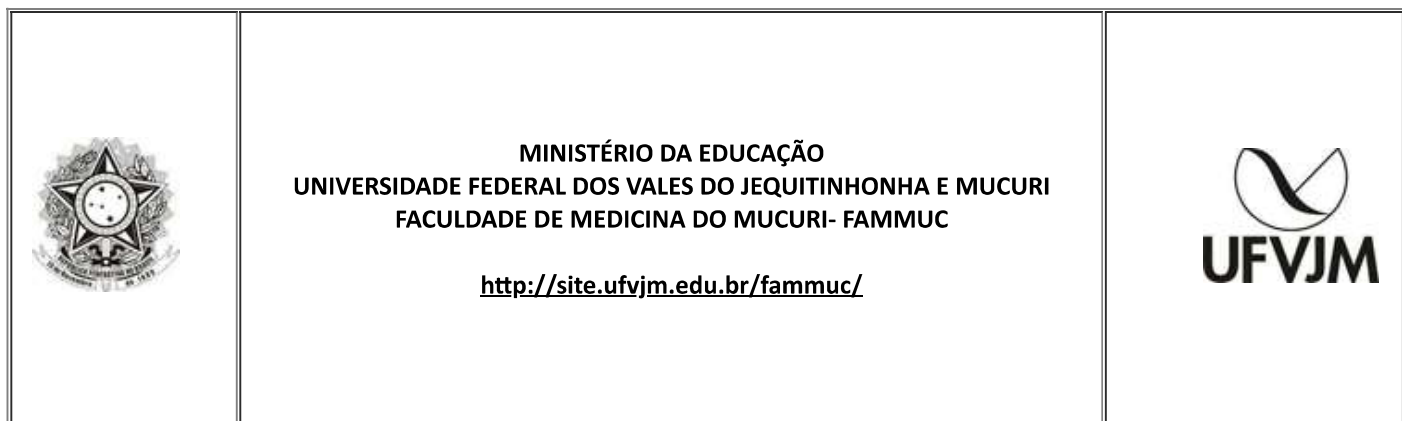 MINISTÉRIO DA EDUCAÇÃO
UNIVERSIDADE FEDERAL DOS VALES DO JEQUITINHONHA E MUCURI
FACULDADE DE MEDICINA DO MUCURI- FAMMUC
http://site.ufvjm.edu.br/fammuc/
UFVJM